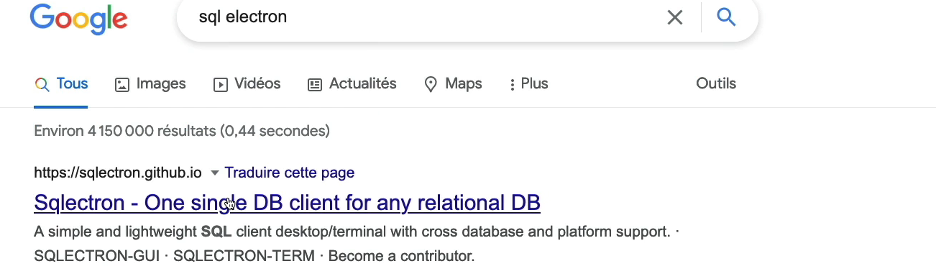 Google
sql electron
Tous Images Vidéos Actualités Maps Plus Outils
Environ 4 150 000 résultats (0,44 secondes)
https://sqlectron.github.io Traduire cette page
Sqlectron - One single DB client for any relational DB
A simple and lightweight SQL client desktop/terminal with cross database and platform support. ·
SQLECTRON-GUI · SQLECTRON-TERM · Become a contributor.